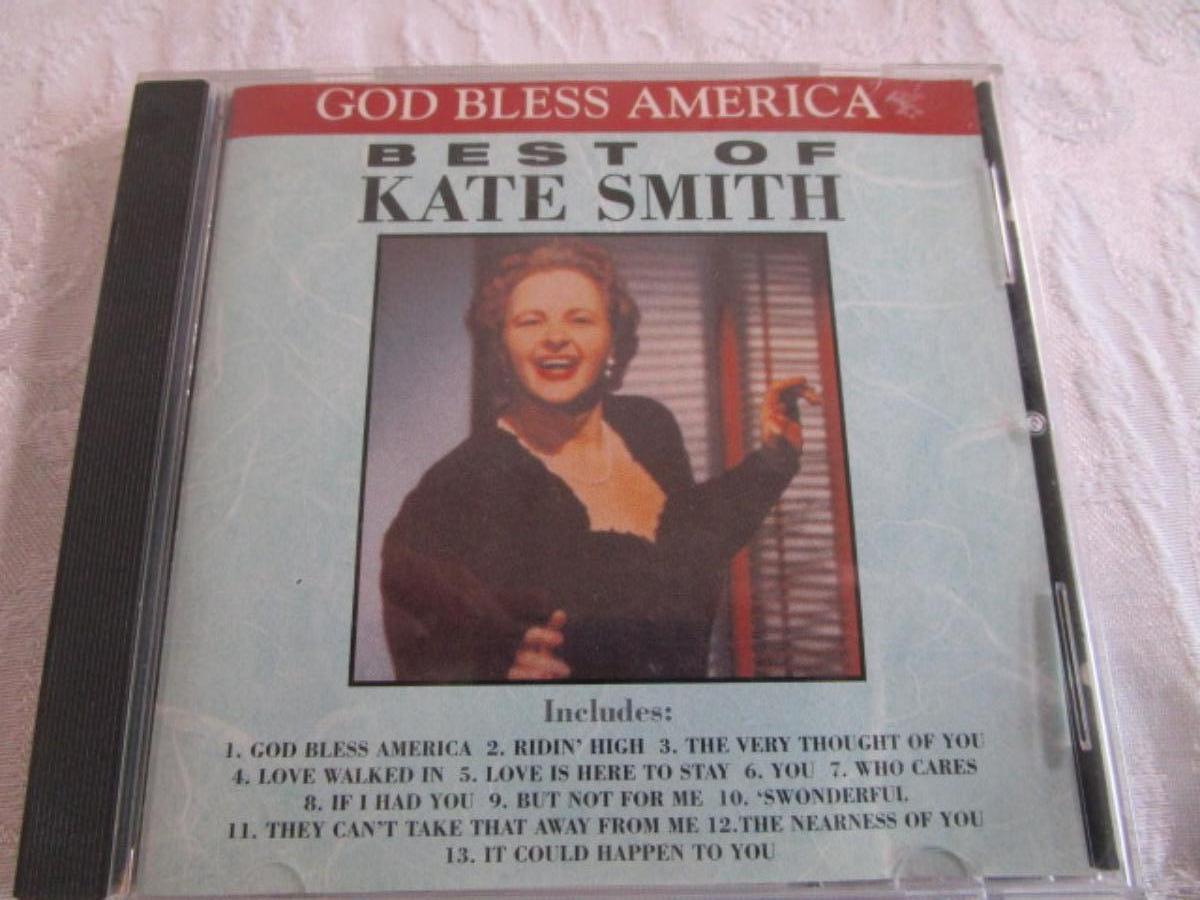 GOD BLESS AMERICA
BEST OF
KATE SMITH
Includes:
1. GOD BLESS AMERICA 2. RIDIN' HIGH 3. THE VERY THOUGHT OF YOU
4. LOVE WALKED IN 5. LOVE IS HERE TO STAY 6. YOU 7. WHO CARES
8. IF I HAD YOU 9. BUT NOT FOR ME 10. 'SWONDERFUL
11. THEY CAN'T TAKE THAT AWAY FROM ME 12.THE NEARNESS OF YOU
13. IT COULD HAPPEN TO YOU